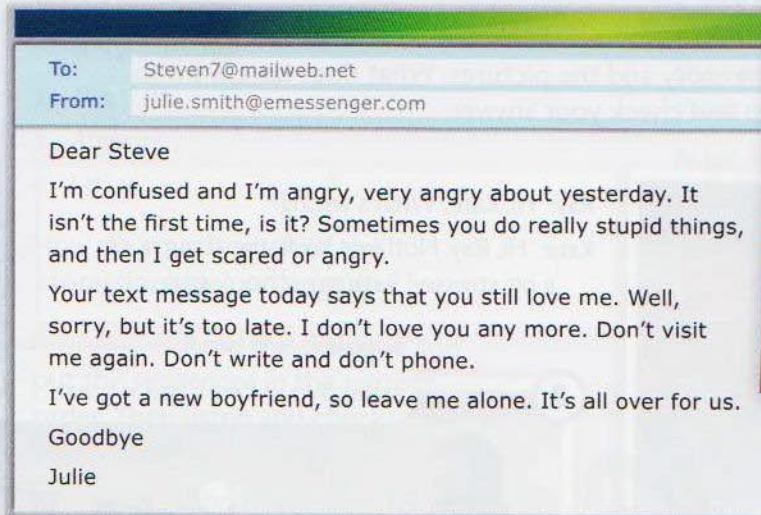 To: Steven7@mailweb.net
From: julie.smith@emessenger.com
Dear Steve
I'm confused and I'm angry, very angry about yesterday. It
isn't the first time, is it? Sometimes you do really stupid things,
and then I get scared or angry.
Your text message today says that you still love me. Well,
sorry, but it's too late. I don't love you any more. Don't visit
me again. Don't write and don't phone.
I've got a new boyfriend, so leave me alone. It's all over for us.
Goodbye
Julie